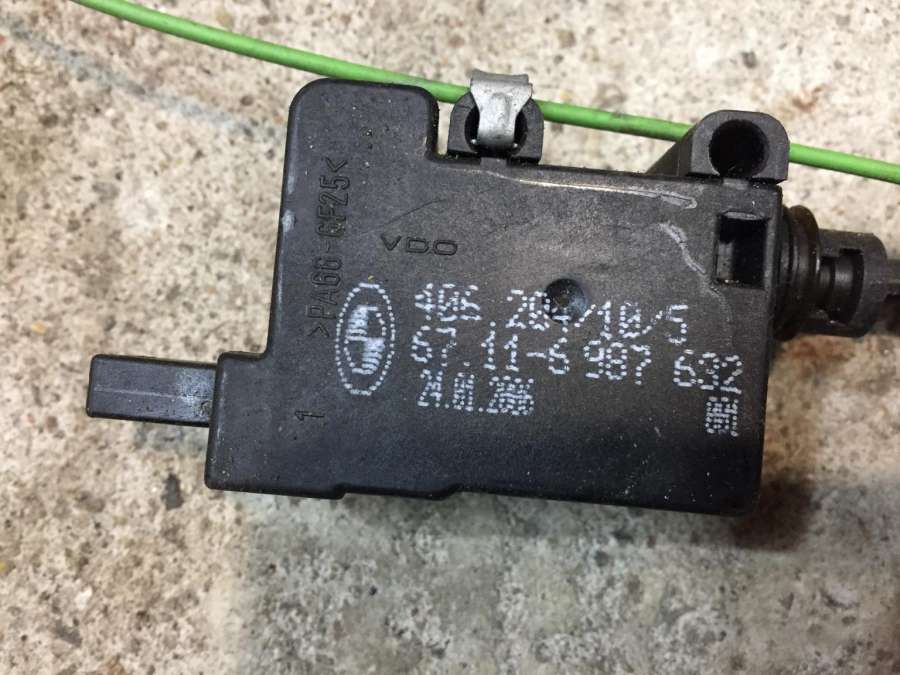 >PA66-GF25<
VDO
406.204/10/5
67.11-6 987 632
24.01.2006
1